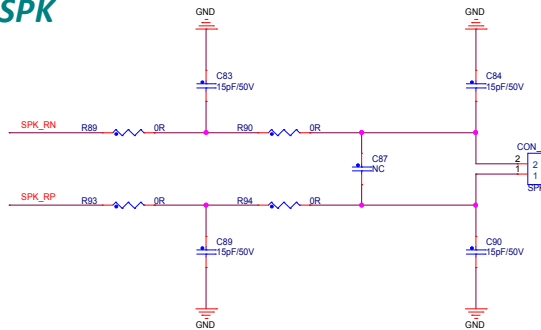 SPK
GND
GND
C83
15pF/50V
C84
15pF/50V
SPK_RN
R89
0R
R90
0R
C87
NC
CON_
2
1
2
1
SPK_RP
R93
0R
R94
0R
C89
15pF/50V
C90
15pF/50V
GND
GND